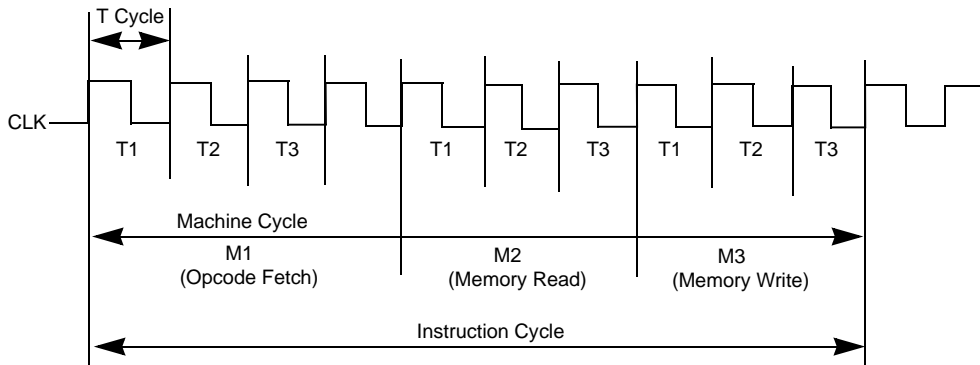 T Cycle
CLK
T1 T2 T3 T1 T2 T3 T1 T2 T3
Machine Cycle
M1 M2 M3
(Opcode Fetch) (Memory Read) (Memory Write)
Instruction Cycle